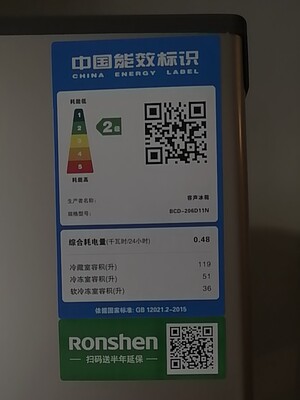 中国能效标识
CHINA ENERGY LABEL
耗能低
1
2
3
4
5
2级
耗能高
生产者名称:
容声冰箱
规格型号:
BCD-206D11N
综合耗电量(千瓦时/24小时) 0.48
冷藏室容积(升) 119
冷冻室容积(升) 51
软冷冻室容积(升) 36
依据国家标准: GB 12021.2-2015
Ronshen
扫码送半年延保